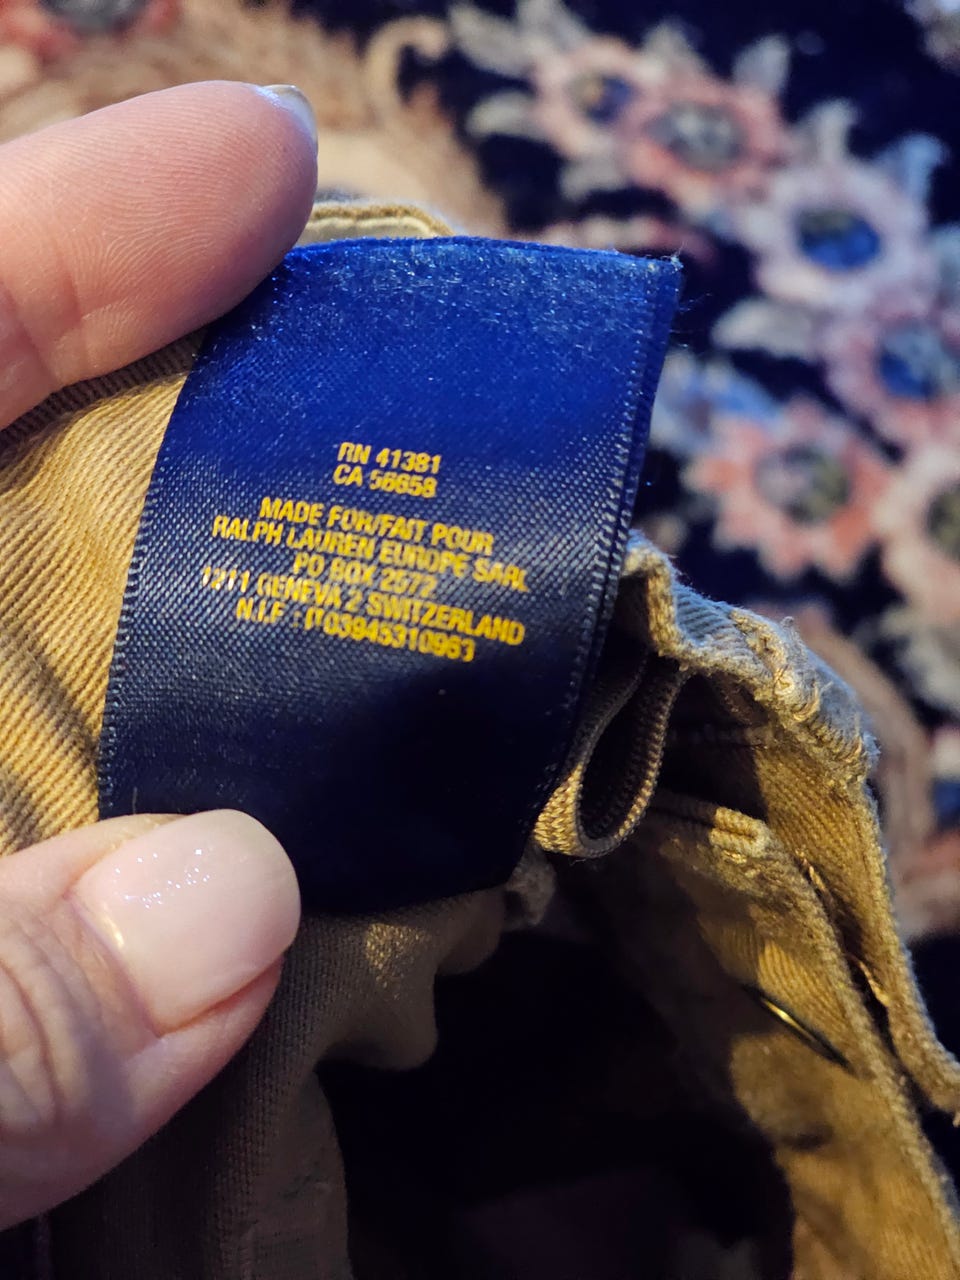 RN 41381
CA 56658
MADE FOR/FAIT POUR
RALPH LAUREN EUROPE SARL
PO BOX 2572
1211 GENEVA 2 SWITZERLAND
N.I.F : IT03945310963